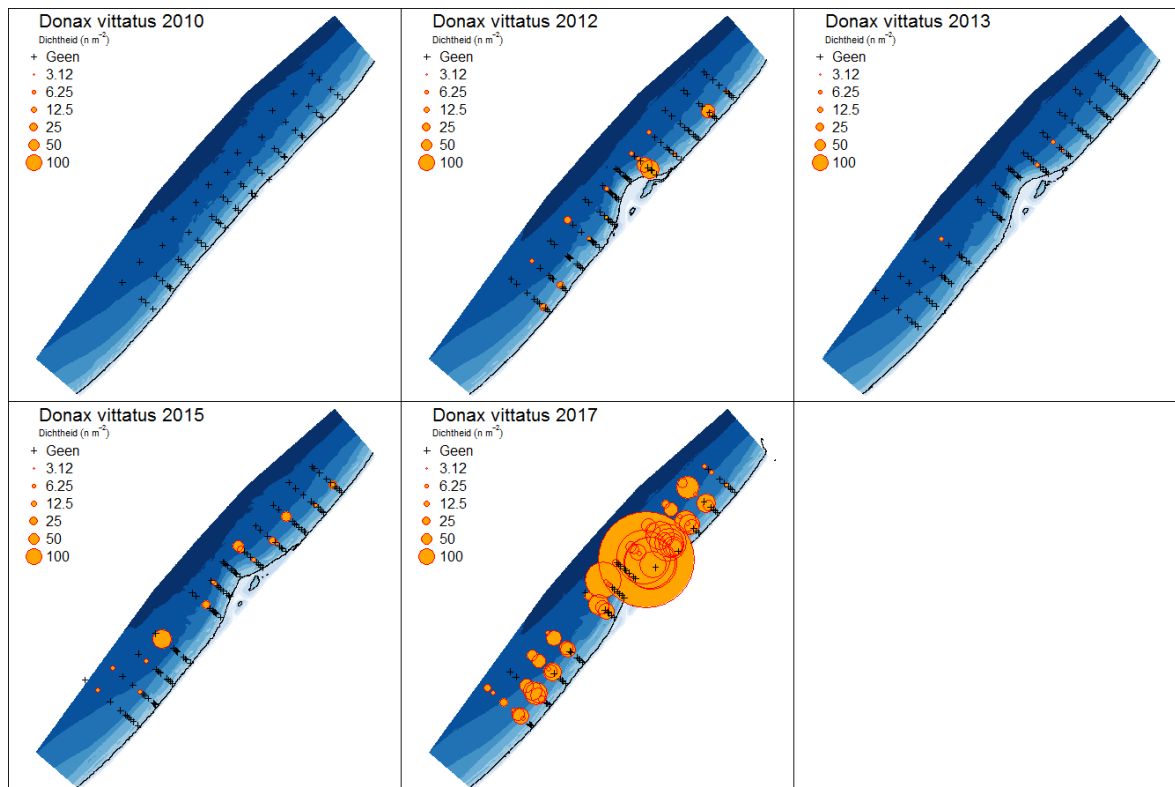 Donax vittatus 2010
Dichtheid (n m⁻²)
+ Geen
3.12
6.25
12.5
25
50
100
Donax vittatus 2012
Dichtheid (n m⁻²)
+ Geen
3.12
6.25
12.5
25
50
100
Donax vittatus 2013
Dichtheid (n m⁻²)
+ Geen
3.12
6.25
12.5
25
50
100
Donax vittatus 2015
Dichtheid (n m⁻²)
+ Geen
3.12
6.25
12.5
25
50
100
Donax vittatus 2017
Dichtheid (n m⁻²)
+ Geen
3.12
6.25
12.5
25
50
100